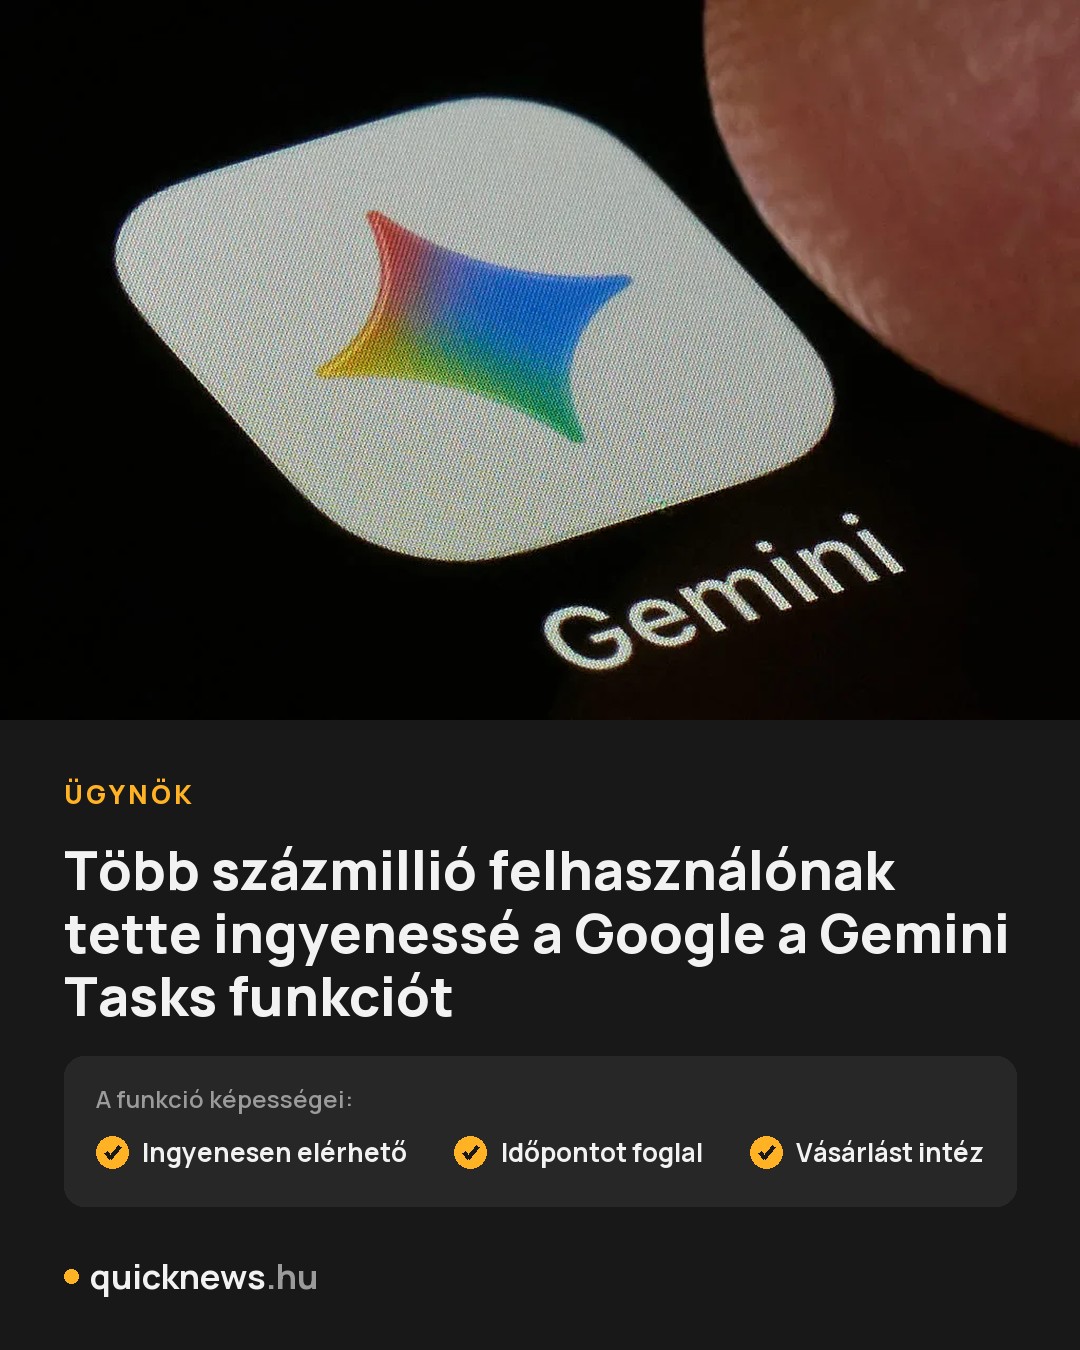 Gemini
ÜGYNÖK
Több százmillió felhasználónak
tette ingyenessé a Google a Gemini
Tasks funkciót
A funkció képességei:
Ingyenesen elérhető
Időpontot foglal
Vásárlást intéz
quicknews.hu